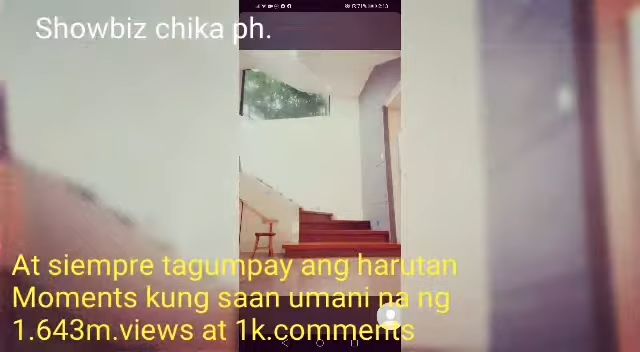 Showbiz chika ph.
At siempre tagumpay ang harutan
Moments kung saan umani na ng
1.643m.views at 1k.comments